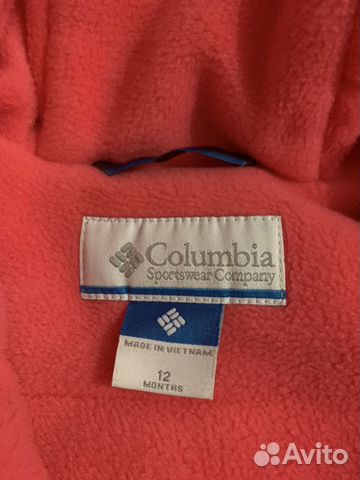 Columbia
Sportswear Company
MADE IN VIETNAM
12
MONTHS
Avito